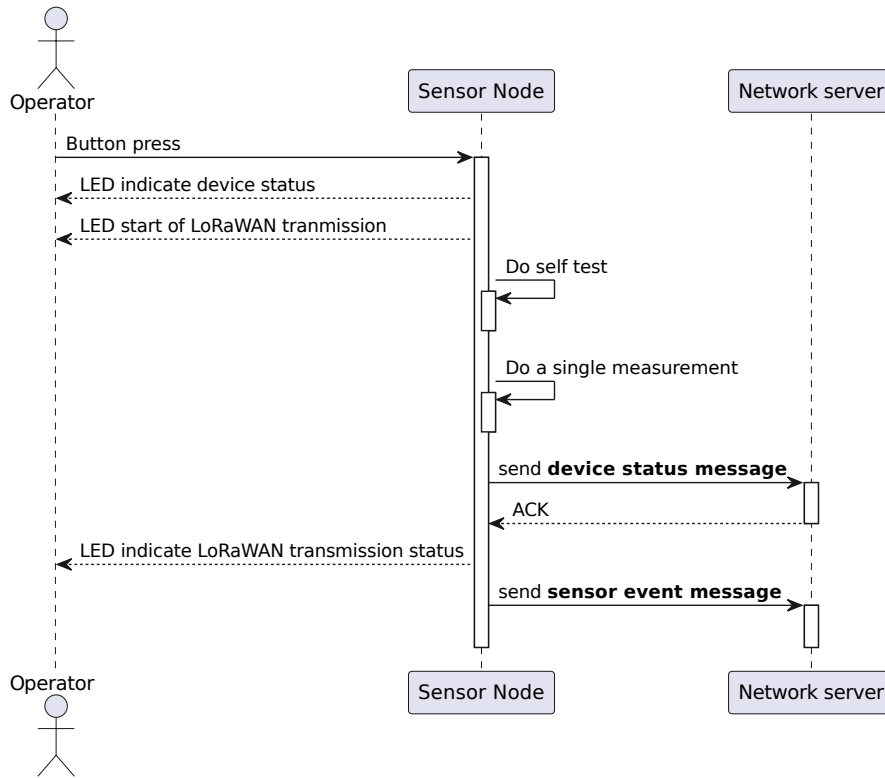 Operator
Sensor Node
Network server
Button press
LED indicate device status
LED start of LoRaWAN tranmission
Do self test
Do a single measurement
send device status message
ACK
LED indicate LoRaWAN transmission status
send sensor event message
Operator
Sensor Node
Network server